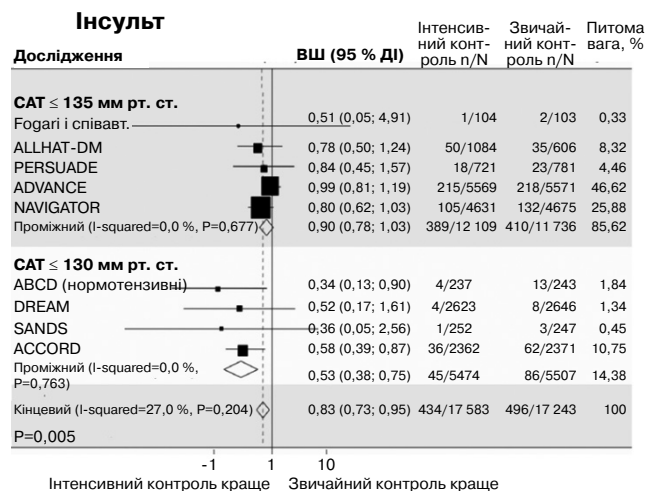 Інсульт
Дослідження ВШ (95 % ДІ) Інтенсив-ний конт-роль n/N Звичай-ний конт-роль n/N Питома вага, %
САТ ≤ 135 мм рт. ст.
Fogari і співавт. 0,51 (0,05; 4,91) 1/104 2/103 0,33
ALLHAT-DM 0,78 (0,50; 1,24) 50/1084 35/606 8,32
PERSUADE 0,84 (0,45; 1,57) 18/721 23/781 4,46
ADVANCE 0,99 (0,81; 1,19) 215/5569 218/5571 46,62
NAVIGATOR 0,80 (0,62; 1,03) 105/4631 132/4675 25,88
Проміжний (I-squared=0,0 %, P=0,677) 0,90 (0,78; 1,03) 389/12 109 410/11 736 85,62
САТ ≤ 130 мм рт. ст.
ABCD (нормотензивні) 0,34 (0,13; 0,90) 4/237 13/243 1,84
DREAM 0,52 (0,17; 1,61) 4/2623 8/2646 1,34
SANDS 0,36 (0,05; 2,56) 1/252 3/247 0,45
ACCORD 0,58 (0,39; 0,87) 36/2362 62/2371 10,75
Проміжний (I-squared=0,0 %,
P=0,763) 0,53 (0,38; 0,75) 45/5474 86/5507 14,38
Кінцевий (I-squared=27,0 %, P=0,204) 0,83 (0,73; 0,95) 434/17 583 496/17 243 100
P=0,005
-1 1 10
Інтенсивний контроль краще Звичайний контроль краще